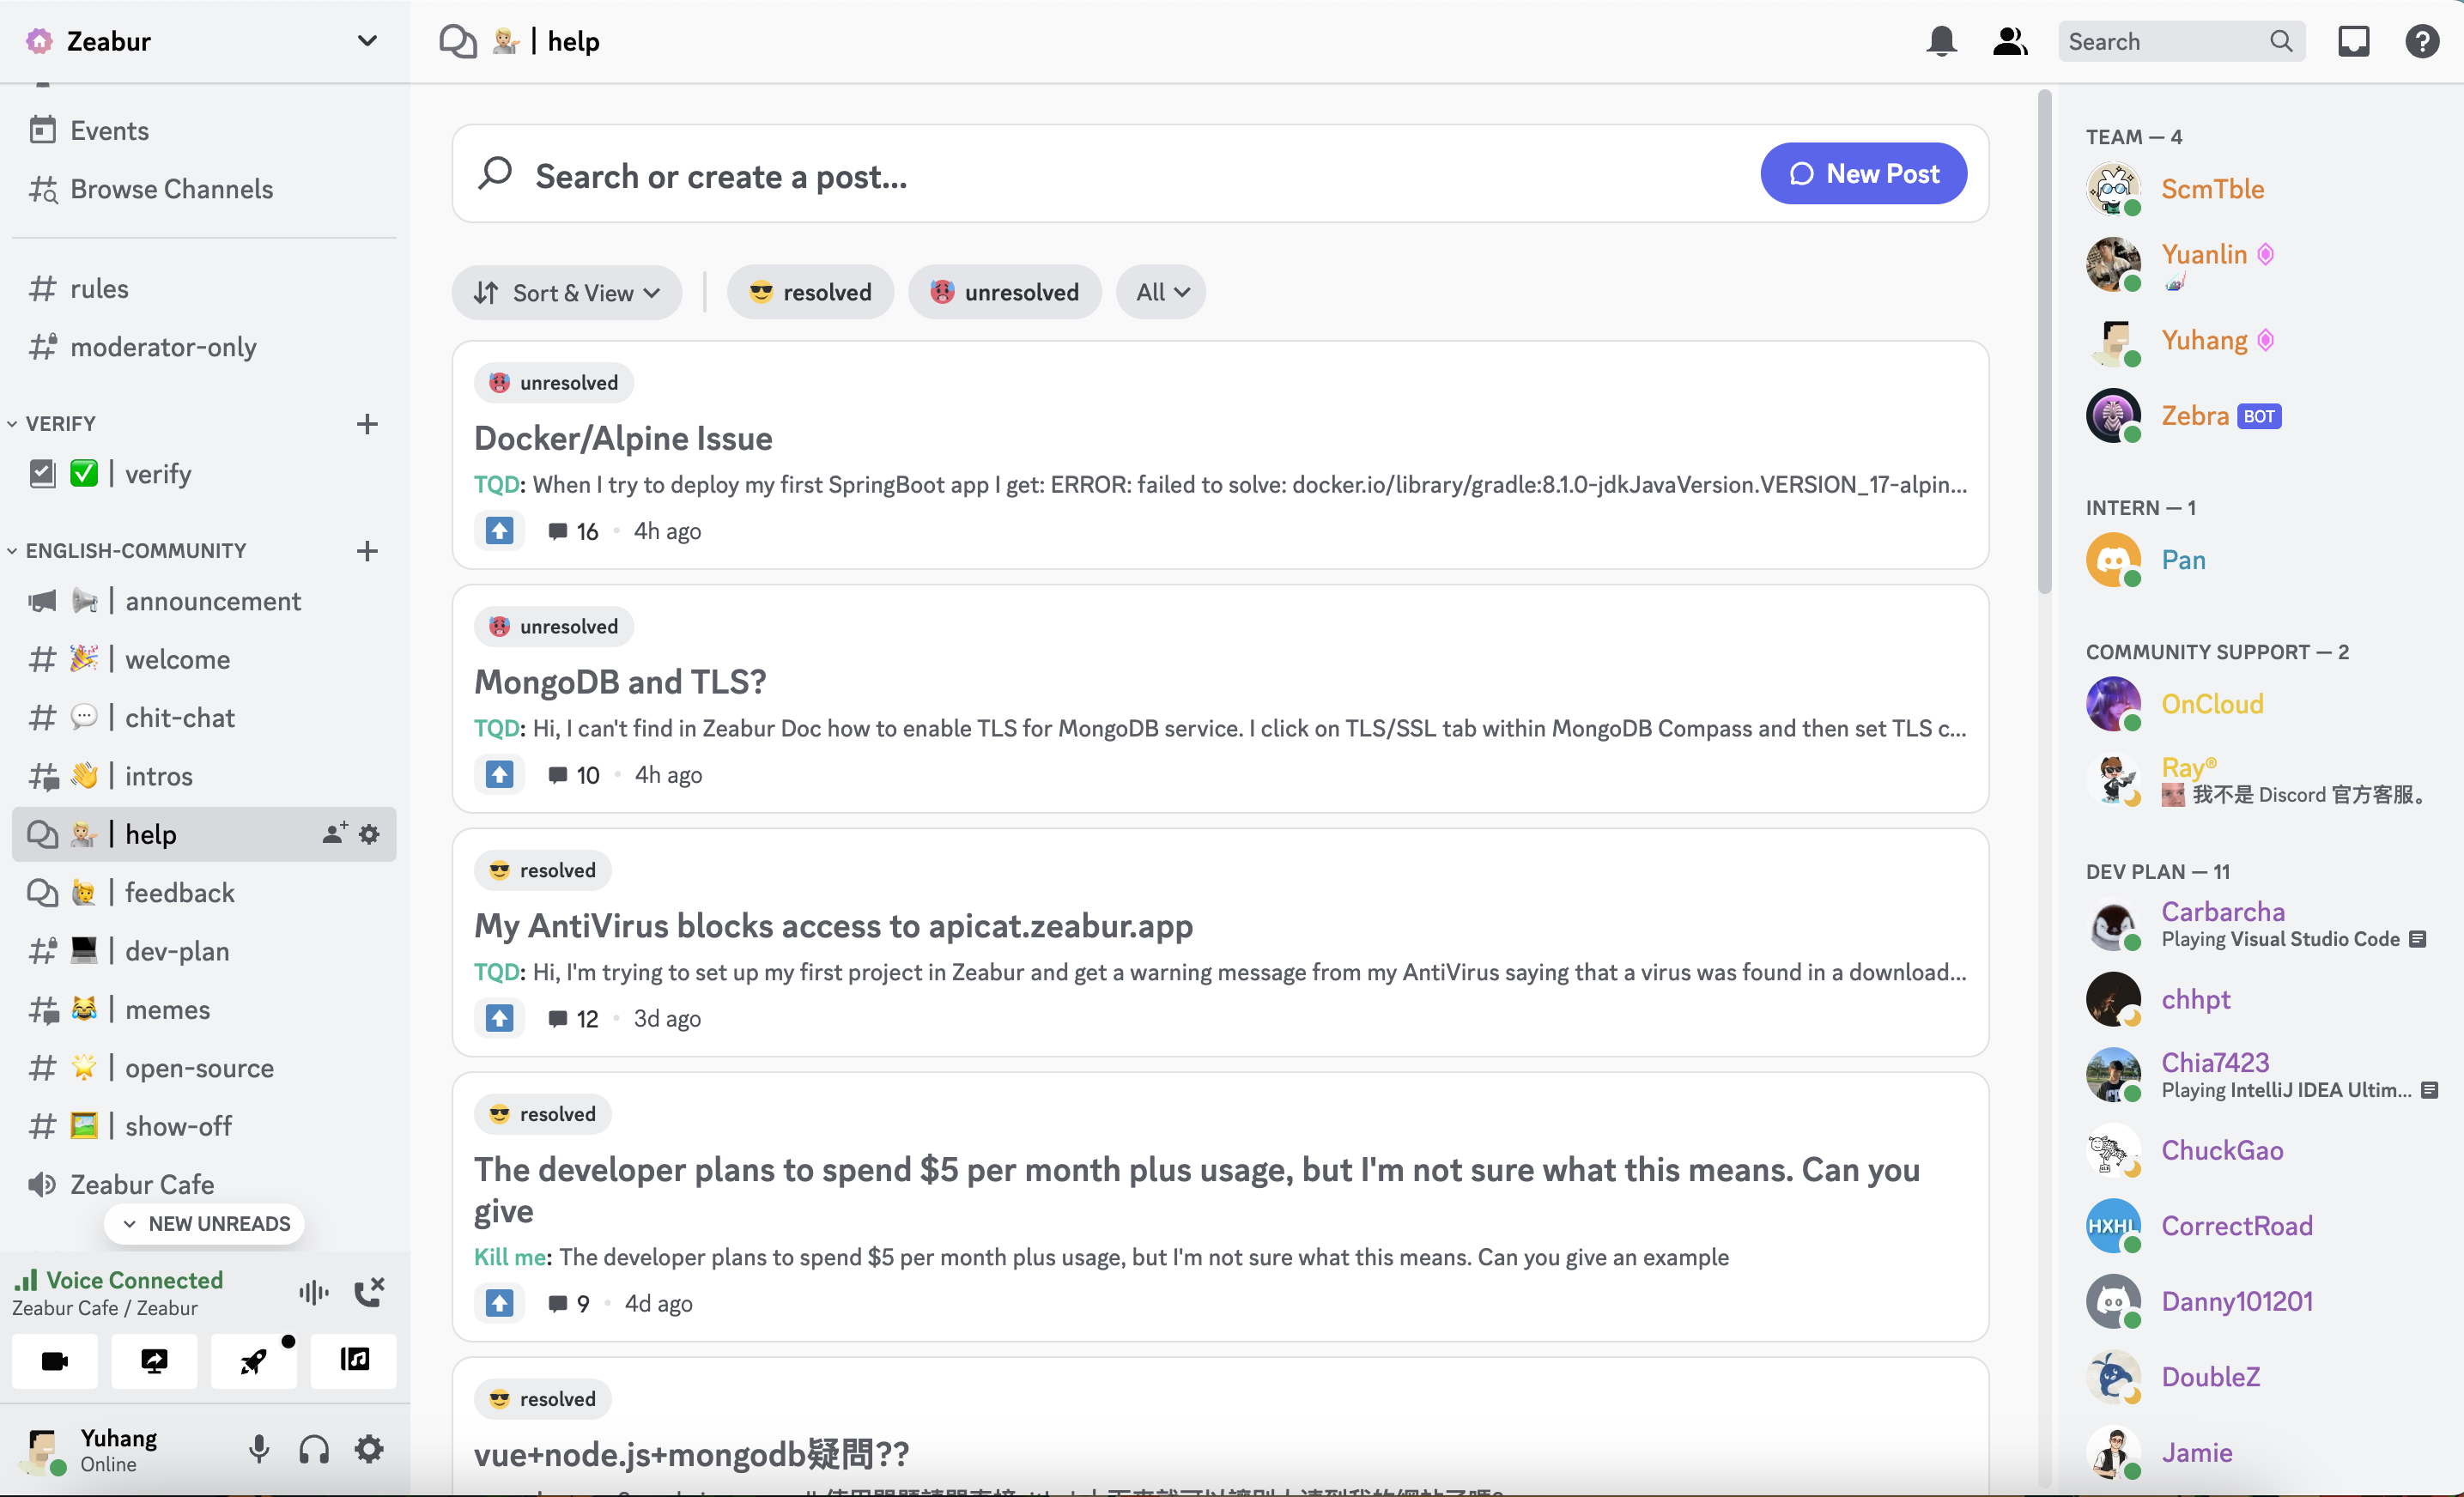 Zeabur
Events
Browse Channels
rules
moderator-only
VERIFY
| verify
ENGLISH-COMMUNITY
| announcement
| welcome
| chit-chat
| intros
| help
| feedback
| dev-plan
| memes
| open-source
| show-off
Zeabur Cafe
NEW UNREADS
Voice Connected
Zeabur Cafe / Zeabur
Yuhang
Online
| help
Search
Search or create a post...
New Post
Sort & View
resolved
unresolved
All
unresolved
Docker/Alpine Issue
TQD: When I try to deploy my first SpringBoot app I get: ERROR: failed to solve: docker.io/library/gradle:8.1.0-jdkJavaVersion.VERSION_17-alpin...
16 • 4h ago
unresolved
MongoDB and TLS?
TQD: Hi, I can't find in Zeabur Doc how to enable TLS for MongoDB service. I click on TLS/SSL tab within MongoDB Compass and then set TLS c...
10 • 4h ago
resolved
My AntiVirus blocks access to apicat.zeabur.app
TQD: Hi, I'm trying to set up my first project in Zeabur and get a warning message from my AntiVirus saying that a virus was found in a download...
12 • 3d ago
resolved
The developer plans to spend $5 per month plus usage, but I'm not sure what this means. Can you
give
Kill me: The developer plans to spend $5 per month plus usage, but I'm not sure what this means. Can you give an example
9 • 4d ago
resolved
vue+node.js+mongodb疑問??
TEAM — 4
ScmTble
Yuanlin
Yuhang
Zebra BOT
INTERN — 1
Pan
COMMUNITY SUPPORT — 2
OnCloud
Ray®
我不是 Discord 官方客服。
DEV PLAN — 11
Carbarcha
Playing Visual Studio Code
chhpt
Chia7423
Playing IntelliJ IDEA Ultim...
ChuckGao
HXHL
CorrectRoad
Danny101201
DoubleZ
Jamie